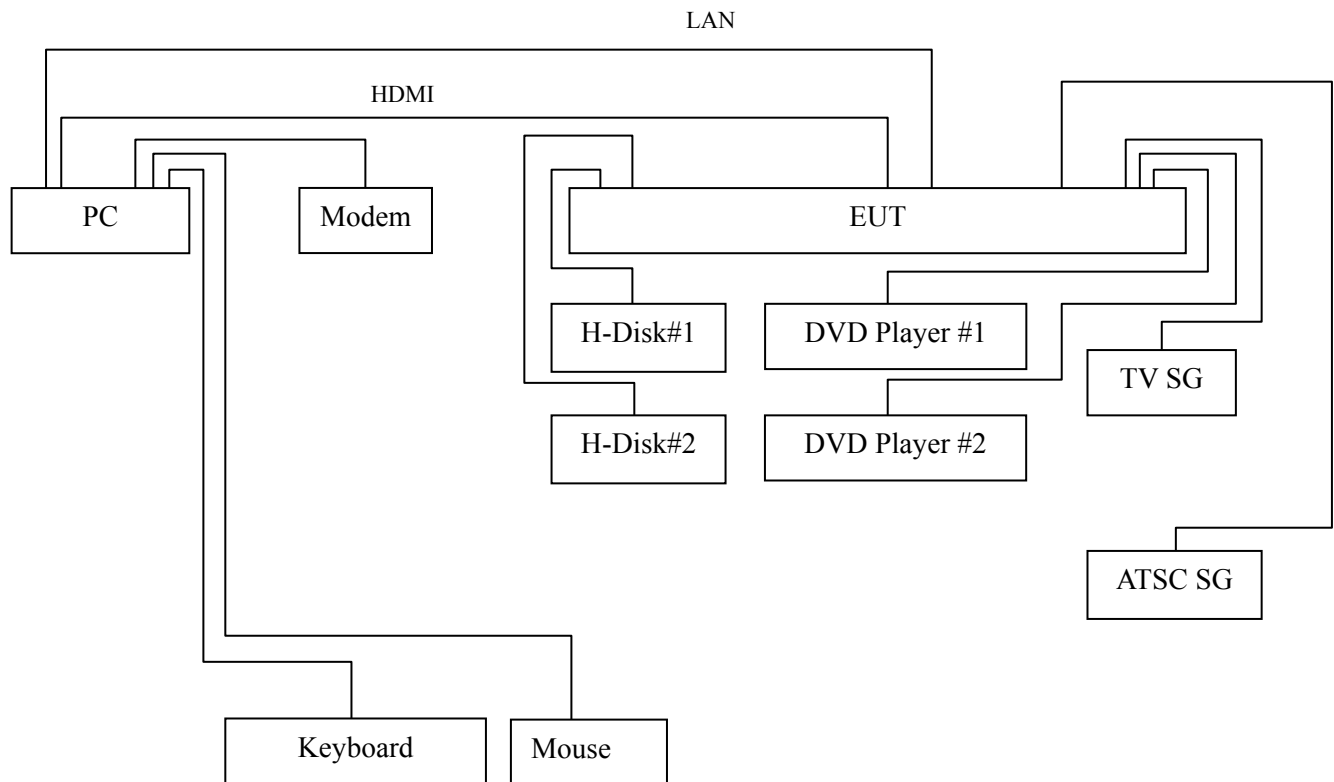 LAN
HDMI
PC
Modem
EUT
H-Disk#1
DVD Player #1
TV SG
H-Disk#2
DVD Player #2
ATSC SG
Keyboard
Mouse